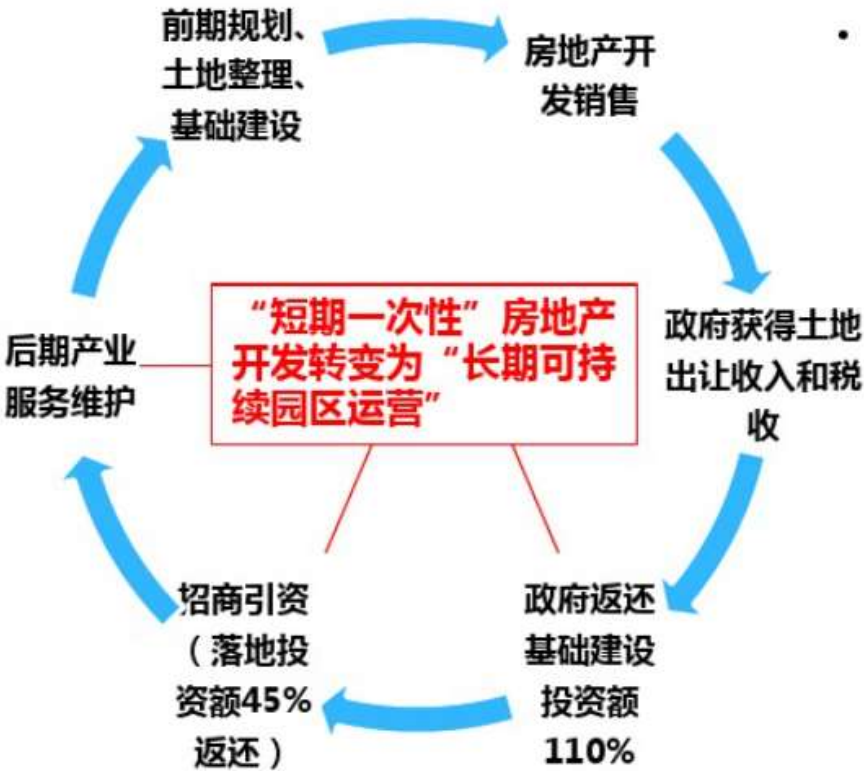 前期规划、
土地整理、
基础建设
房地产开
发销售
政府获得土地
出让收入和税
收
政府返还
基础建设
投资额
110%
招商引资
（落地投
资额45%
返还）
后期产业
服务维护
“短期一次性”房地产
开发转变为“长期可持
续园区运营”